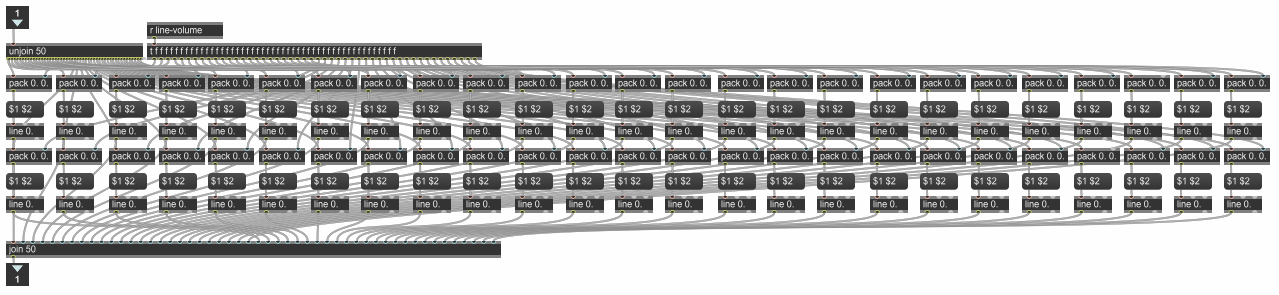 1
r line-volume
unjoin 50
t f f f f f f f f f f f f f f f f f f f f f f f f f f f f f f f f f f f f f f f f f f f f f f f f f f
pack 0. 0. pack 0. 0. pack 0. 0. pack 0. 0. pack 0. 0. pack 0. 0. pack 0. 0. pack 0. 0. pack 0. 0. pack 0. 0. pack 0. 0. pack 0. 0. pack 0. 0. pack 0. 0. pack 0. 0. pack 0. 0. pack 0. 0. pack 0. 0. pack 0. 0. pack 0. 0. pack 0. 0. pack 0. 0. pack 0. 0. pack 0. 0. pack 0. 0.
$1 $2 $1 $2 $1 $2 $1 $2 $1 $2 $1 $2 $1 $2 $1 $2 $1 $2 $1 $2 $1 $2 $1 $2 $1 $2 $1 $2 $1 $2 $1 $2 $1 $2 $1 $2 $1 $2 $1 $2 $1 $2 $1 $2 $1 $2 $1 $2 $1 $2
line 0. line 0. line 0. line 0. line 0. line 0. line 0. line 0. line 0. line 0. line 0. line 0. line 0. line 0. line 0. line 0. line 0. line 0. line 0. line 0. line 0. line 0. line 0. line 0. line 0.
pack 0. 0. pack 0. 0. pack 0. 0. pack 0. 0. pack 0. 0. pack 0. 0. pack 0. 0. pack 0. 0. pack 0. 0. pack 0. 0. pack 0. 0. pack 0. 0. pack 0. 0. pack 0. 0. pack 0. 0. pack 0. 0. pack 0. 0. pack 0. 0. pack 0. 0. pack 0. 0. pack 0. 0. pack 0. 0. pack 0. 0. pack 0. 0. pack 0. 0.
$1 $2 $1 $2 $1 $2 $1 $2 $1 $2 $1 $2 $1 $2 $1 $2 $1 $2 $1 $2 $1 $2 $1 $2 $1 $2 $1 $2 $1 $2 $1 $2 $1 $2 $1 $2 $1 $2 $1 $2 $1 $2 $1 $2 $1 $2 $1 $2 $1 $2
line 0. line 0. line 0. line 0. line 0. line 0. line 0. line 0. line 0. line 0. line 0. line 0. line 0. line 0. line 0. line 0. line 0. line 0. line 0. line 0. line 0. line 0. line 0. line 0. line 0.
join 50
1